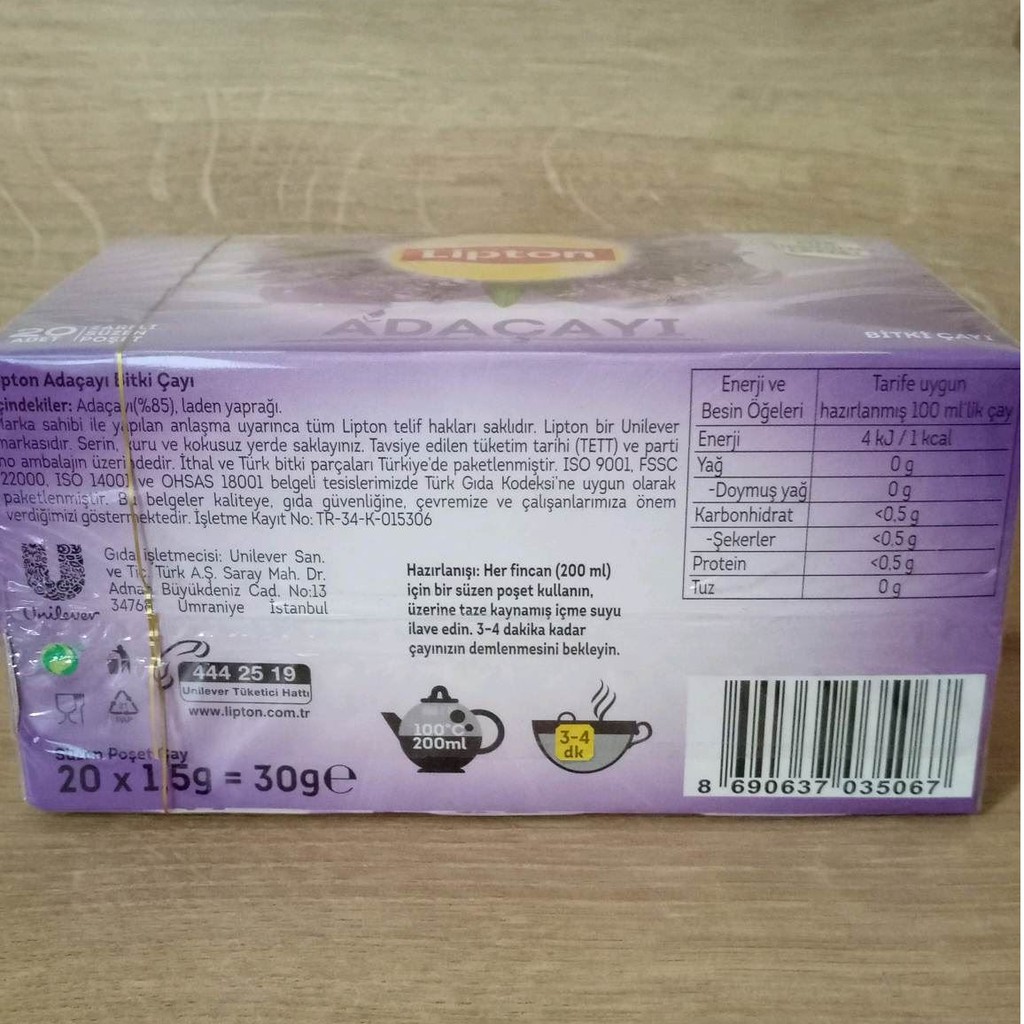 Lipton
ADAÇAYI
20 ADET
SÜZEN
POŞET
BİTKİ ÇAYI
pton Adaçayı Bitki Çayı
çindekiler: Adaçayı(%85), laden yaprağı.
Marka sahibi ile yapılan anlaşma uyarınca tüm Lipton telif hakları saklıdır. Lipton bir Unilever
markasıdır. Serin, kuru ve kokusuz yerde saklayınız. Tavsiye edilen tüketim tarihi (TETT) ve parti
no ambalajın üzerindedir. İthal ve Türk bitki parçaları Türkiye'de paketlenmiştir. ISO 9001, FSSC
22000, ISO 14001 ve OHSAS 18001 belgeli tesislerimizde Türk Gıda Kodeksi'ne uygun olarak
paketlenmiştir. Bu belgeler kaliteye, gıda güvenliğine, çevremize ve çalışanlarımıza önem
verdiğimizi göstermektedir. İşletme Kayıt No: TR-34-K-015306
Enerji ve Tarife uygun
Besin Öğeleri hazırlanmış 100 ml'lik çay
Enerji 4 kJ / 1 kcal
Yağ 0 g
-Doymuş yağ 0 g
Karbonhidrat <0,5 g
-Şekerler <0,5 g
Protein <0,5 g
Tuz 0 g
Unilever
Gıda işletmecisi: Unilever San.
ve Tic. Türk A.Ş. Saray Mah. Dr.
Adnan Büyükdeniz Cad. No:13
3476 Ümraniye İstanbul
Hazırlanışı: Her fincan (200 ml)
için bir süzen poşet kullanın,
üzerine taze kaynamış içme suyu
ilave edin. 3-4 dakika kadar
çayınızın demlenmesini bekleyin.
444 25 19
Unilever Tüketici Hattı
www.lipton.com.tr
100°C
200ml
3-4
dk
Süzen Poşet Çay
20 x 1,5g = 30g℮
8 690637 035067